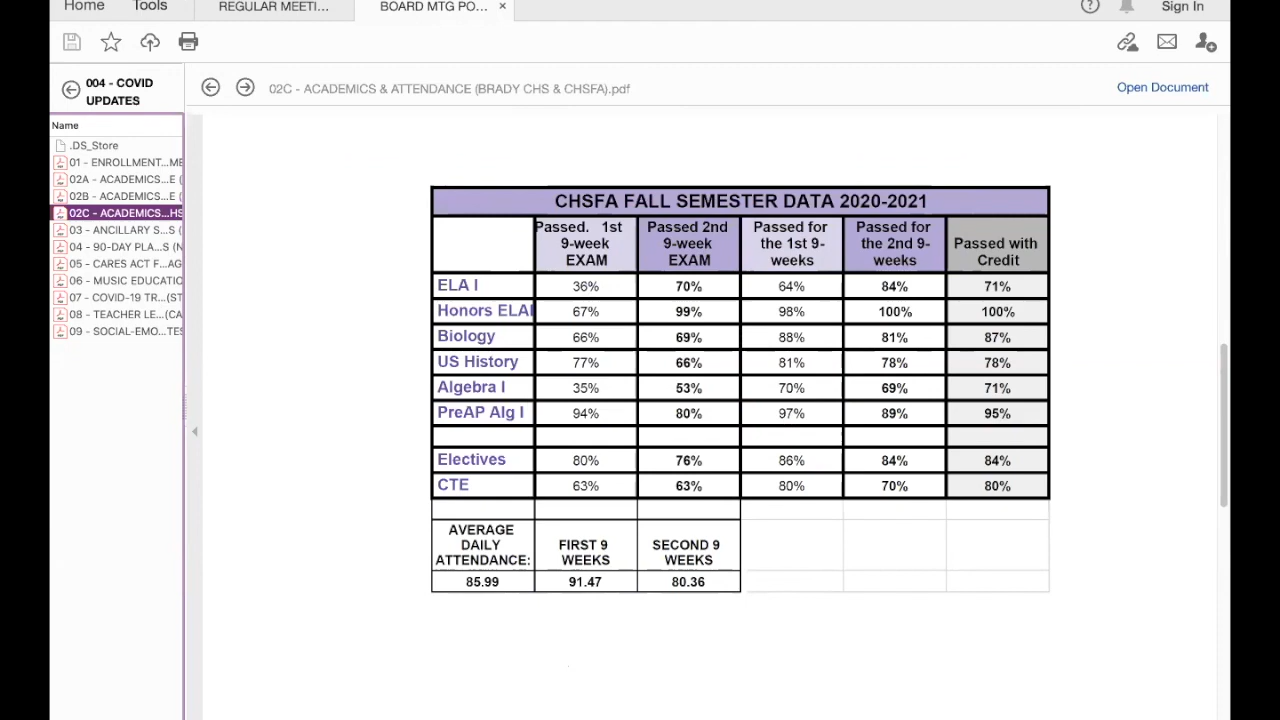 Home Tools REGULAR MEETI... BOARD MTG PO... × Sign In
004 - COVID
UPDATES
02C - ACADEMICS & ATTENDANCE (BRADY CHS & CHSFA).pdf
Open Document
Name
.DS_Store
01 - ENROLLMENT...ME
02A - ACADEMICS...E (
02B - ACADEMICS...E (
02C - ACADEMICS...HS
03 - ANCILLARY S...S (
04 - 90-DAY PLA...S (N
05 - CARES ACT F...AG
06 - MUSIC EDUCATIO
07 - COVID-19 TR...(ST
08 - TEACHER LE...(CA
09 - SOCIAL-EMO...TES
CHSFA FALL SEMESTER DATA 2020-2021
Passed. 1st 9-week EXAM Passed 2nd 9-week EXAM Passed for the 1st 9-weeks Passed for the 2nd 9-weeks Passed with Credit
ELA I 36% 70% 64% 84% 71%
Honors ELAI 67% 99% 98% 100% 100%
Biology 66% 69% 88% 81% 87%
US History 77% 66% 81% 78% 78%
Algebra I 35% 53% 70% 69% 71%
PreAP Alg I 94% 80% 97% 89% 95%
Electives 80% 76% 86% 84% 84%
CTE 63% 63% 80% 70% 80%
AVERAGE DAILY ATTENDANCE: FIRST 9 WEEKS SECOND 9 WEEKS
85.99 91.47 80.36